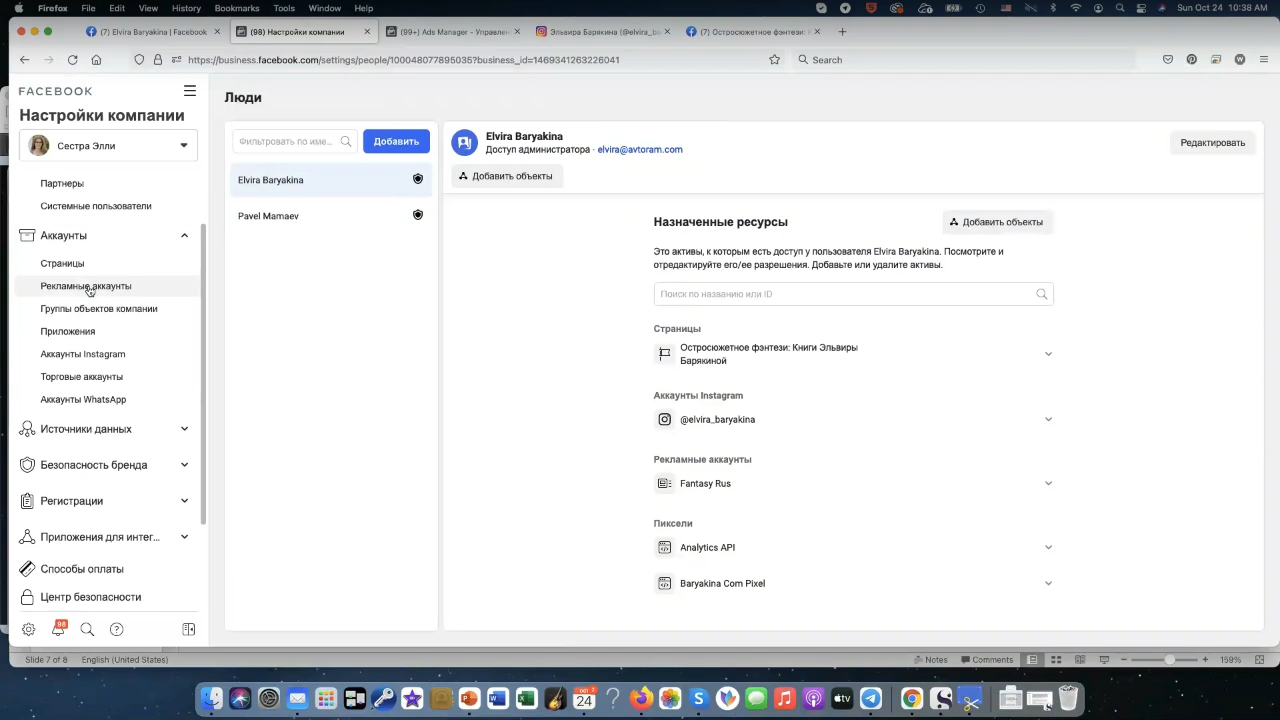 Firefox File Edit View History Bookmarks Tools Window Help
Sun Oct 24 10:38 AM
(7) Elvira Baryakina | Facebook
(98) Настройки компании
(99+) Ads Manager - Управлен
Эльвира Барякина (@elvira_ba
(7) Остросюжетное фэнтези: К
https://business.facebook.com/settings/people/100048077895035?business_id=1469341263226041
Search
FACEBOOK
Настройки компании
Сестра Элли
Партнеры
Системные пользователи
Аккаунты
Страницы
Рекламные аккаунты
Группы объектов компании
Приложения
Аккаунты Instagram
Торговые аккаунты
Аккаунты WhatsApp
Источники данных
Безопасность бренда
Регистрации
Приложения для интег...
Способы оплаты
Центр безопасности
98
Люди
Фильтровать по име...
Добавить
Elvira Baryakina
Pavel Mamaev
Elvira Baryakina
Доступ администратора · elvira@avtoram.com
Редактировать
Добавить объекты
Назначенные ресурсы
Добавить объекты
Это активы, к которым есть доступ у пользователя Elvira Baryakina. Посмотрите и
отредактируйте его/ее разрешения. Добавьте или удалите активы.
Поиск по названию или ID
Страницы
Остросюжетное фэнтези: Книги Эльвиры
Барякиной
Аккаунты Instagram
@elvira_baryakina
Рекламные аккаунты
Fantasy Rus
Пиксели
Analytics API
Baryakina Com Pixel
Slide 7 of 8 English (United States)
Notes Comments 159%
OCT 24
tv